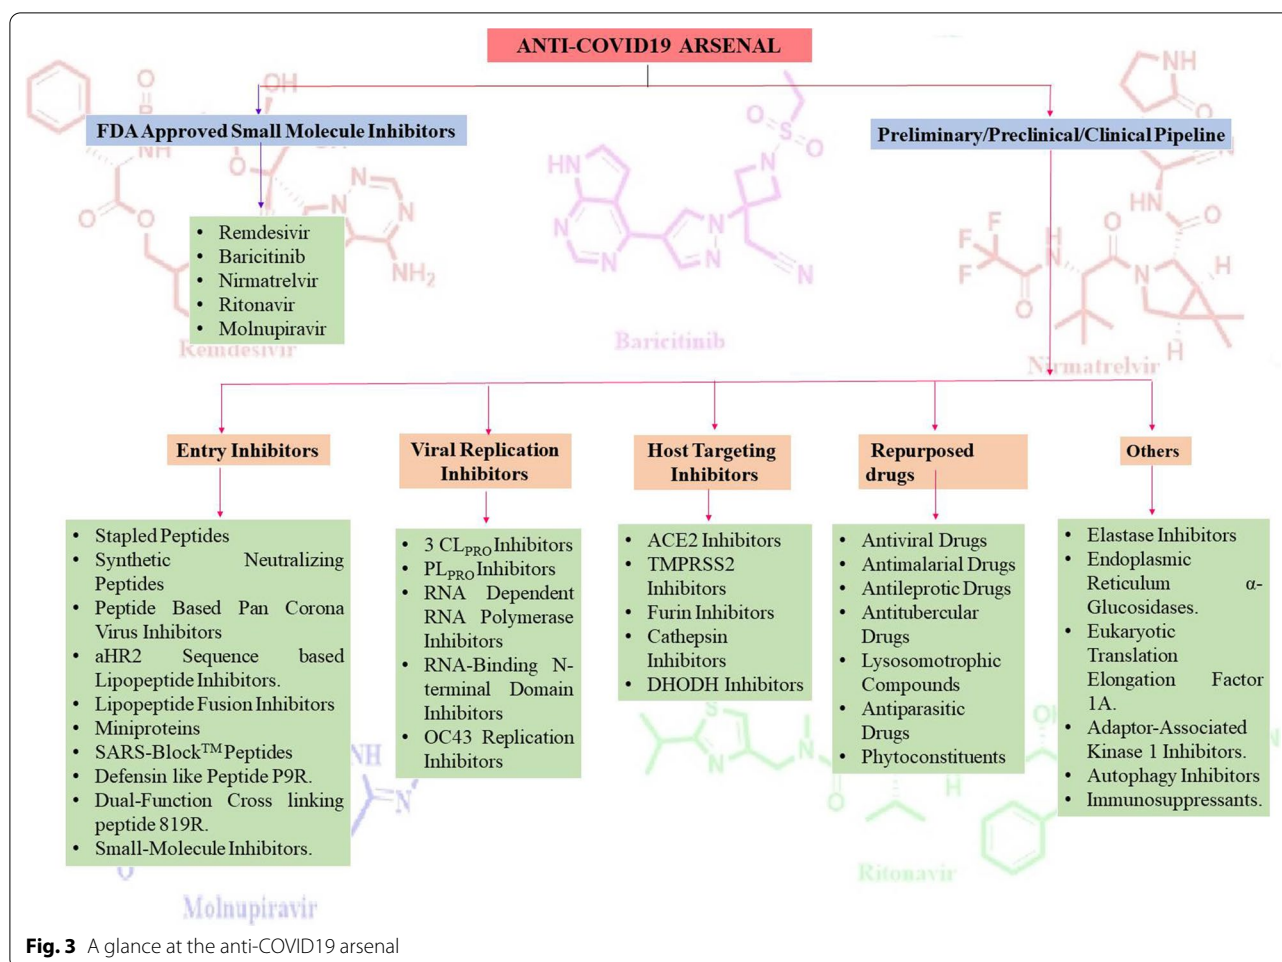 ANTI-COVID19 ARSENAL
FDA Approved Small Molecule Inhibitors
Preliminary/Preclinical/Clinical Pipeline
• Remdesivir
• Baricitinib
• Nirmatrelvir
• Ritonavir
• Molnupiravir
Remdesivir
Baricitinib
Nirmatrelvir
Entry Inhibitors
Viral Replication
Inhibitors
Host Targeting
Inhibitors
Repurposed
drugs
Others
• Stapled Peptides
• Synthetic Neutralizing
Peptides
• Peptide Based Pan Corona
Virus Inhibitors
• aHR2 Sequence based
Lipopeptide Inhibitors.
• Lipopeptide Fusion Inhibitors
• Miniproteins
• SARS-Block™ Peptides
• Defensin like Peptide P9R.
• Dual-Function Cross linking
peptide 819R.
• Small-Molecule Inhibitors.
• 3 CLPRO Inhibitors
• PLPRO Inhibitors
• RNA Dependent
RNA Polymerase
Inhibitors
• RNA-Binding N-
terminal Domain
Inhibitors
• OC43 Replication
Inhibitors
• ACE2 Inhibitors
• TMPRSS2
Inhibitors
• Furin Inhibitors
• Cathepsin
Inhibitors
• DHODH Inhibitors
• Antiviral Drugs
• Antimalarial Drugs
• Antileprotic Drugs
• Antitubercular
Drugs
• Lysosomotrophic
Compounds
• Antiparasitic
Drugs
• Phytoconstituents
• Elastase Inhibitors
• Endoplasmic
Reticulum α-
Glucosidases.
• Eukaryotic
Translation
Elongation Factor
1A.
• Adaptor-Associated
Kinase 1 Inhibitors.
• Autophagy Inhibitors
• Immunosuppressants.
Ritonavir
Molnupiravir
Fig. 3 A glance at the anti-COVID19 arsenal